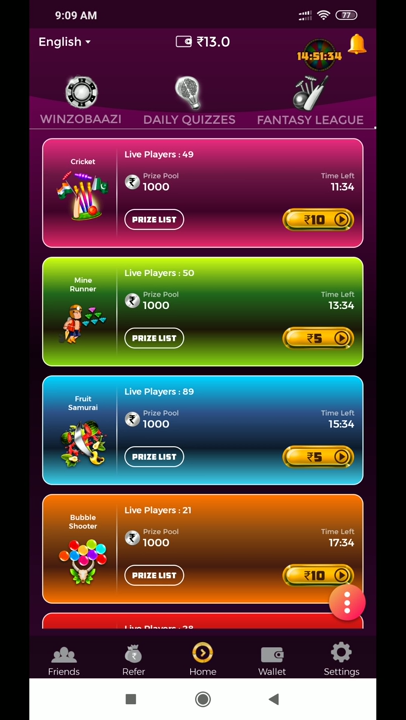 9:09 AM
77
English
₹13.0
14:51:34
WINZOBAAZI
DAILY QUIZZES
FANTASY LEAGUE
Cricket
Live Players : 49
Prize Pool
₹ 1000
Time Left
11:34
PRIZE LIST
₹10
Mine
Runner
Live Players : 50
Prize Pool
₹ 1000
Time Left
13:34
PRIZE LIST
₹5
Fruit
Samurai
Live Players : 89
Prize Pool
₹ 1000
Time Left
15:34
PRIZE LIST
₹5
Bubble
Shooter
Live Players : 21
Prize Pool
₹ 1000
Time Left
17:34
PRIZE LIST
₹10
Live Players : 28
Friends
Refer
Home
Wallet
Settings